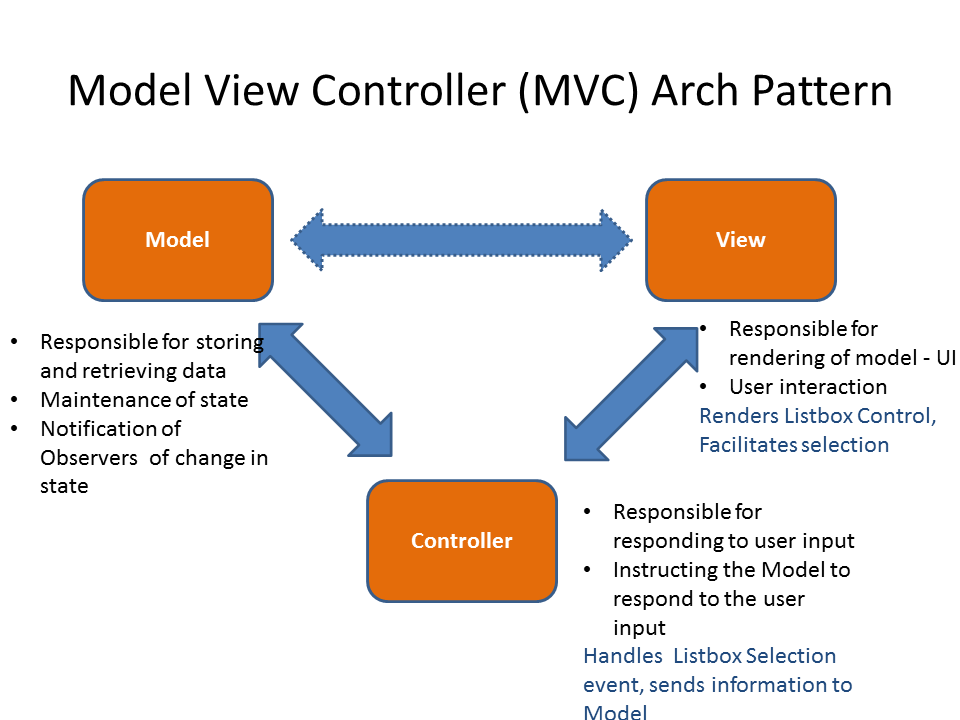 Model View Controller (MVC) Arch Pattern
Model
View
• Responsible for storing
and retrieving data
• Maintenance of state
• Notification of
Observers of change in
state
• Responsible for
rendering of model - UI
• User interaction
Renders Listbox Control,
Facilitates selection
Controller
• Responsible for
responding to user input
• Instructing the Model to
respond to the user
input
Handles Listbox Selection
event, sends information to
Model